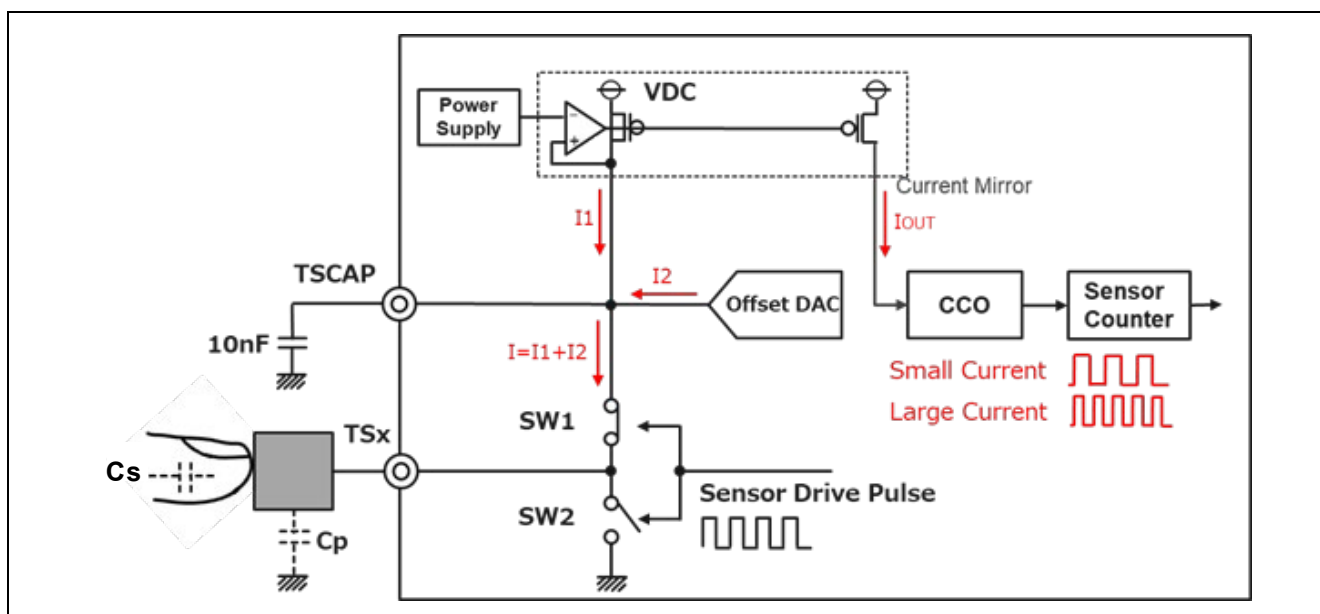 Power
Supply
VDC
−
+
Current Mirror
I1
IOUT
TSCAP
I2
Offset DAC
CCO
Sensor
Counter
10nF
I=I1+I2
Small Current
Large Current
SW1
TSx
Cs
Sensor Drive Pulse
SW2
Cp